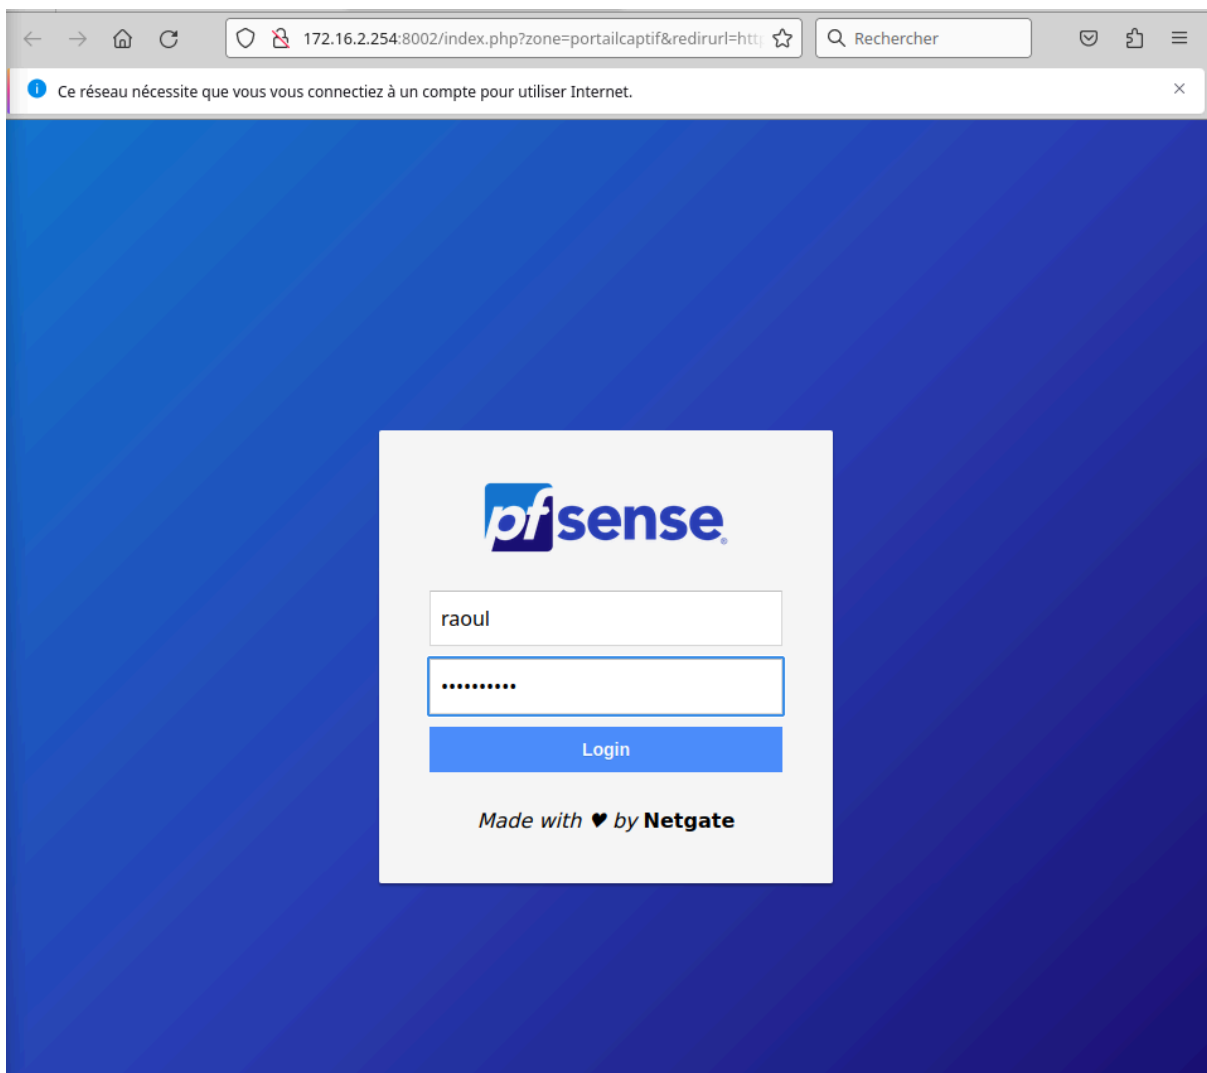 172.16.2.254:8002/index.php?zone=portailcaptif&redirurl=htt
Rechercher
Ce réseau nécessite que vous vous connectiez à un compte pour utiliser Internet.
pfsense®
raoul
••••••••••
Login
Made with ♥ by Netgate